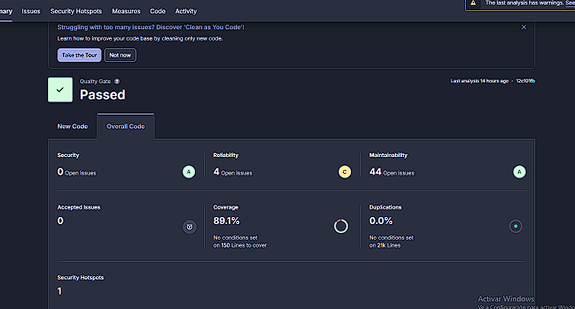 mary Issues Security Hotspots Measures Code Activity
The last analysis has warnings. See
Struggling with too many issues? Discover 'Clean as You Code'!
Learn how to improve your code base by cleaning only new code.
Take the Tour Not now
Quality Gate
Passed
Last analysis 14 hours ago
New Code Overall Code
Security Reliability Maintainability
0 Open issues A 4 Open issues C 44 Open issues A
Accepted Issues Coverage Duplications
0 89.1% 0.0%
No conditions set No conditions set
on 150 Lines to cover on 21k Lines
Security Hotspots
1
Activar Windows
Ve a Configuración para activar Windows